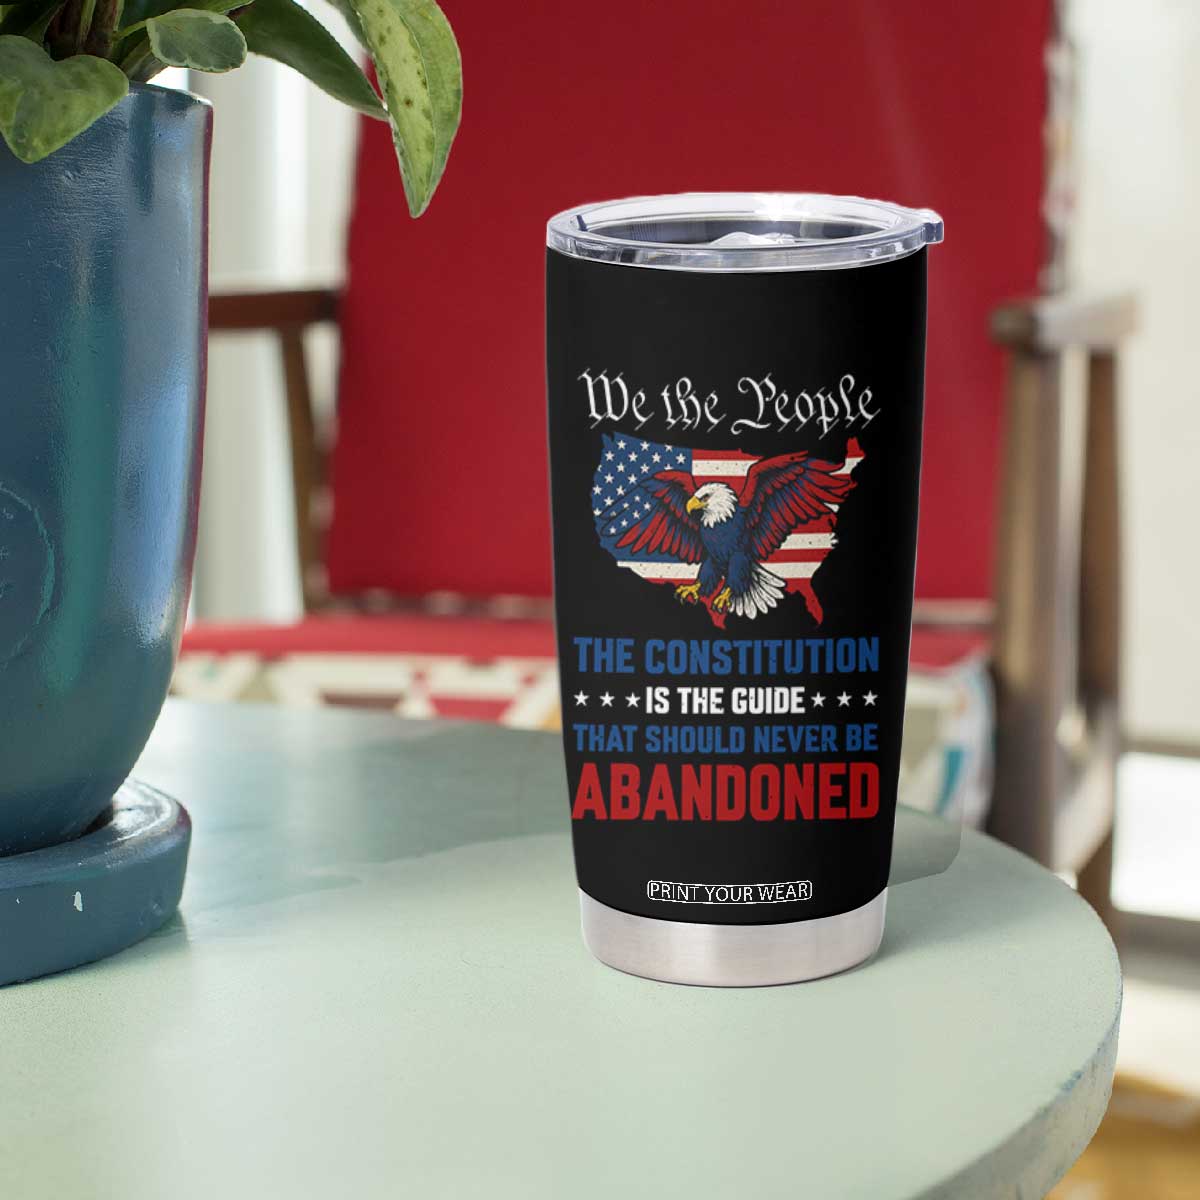 We the People
THE CONSTITUTION
IS THE GUIDE
THAT SHOULD NEVER BE
ABANDONED
PRINT YOUR WEAR